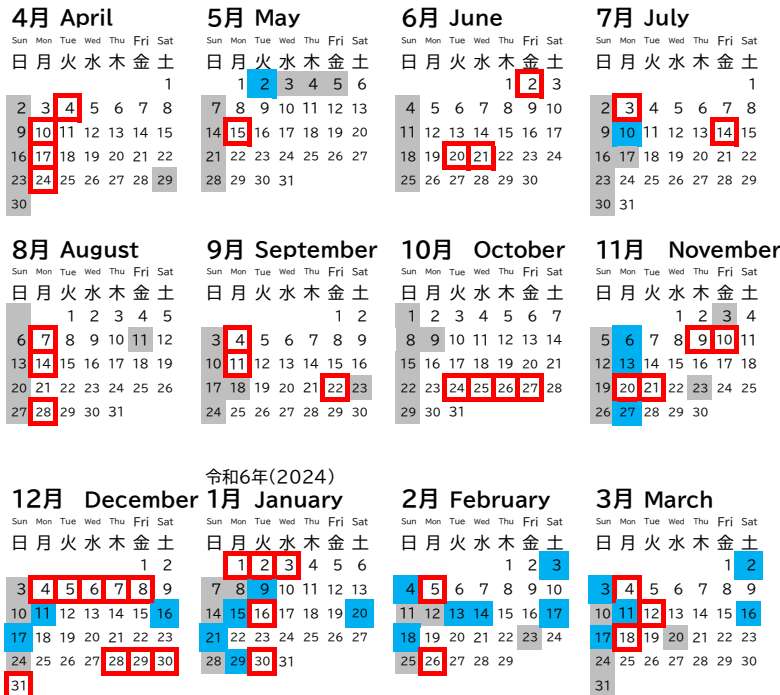 4月 April
Sun Mon Tue Wed Thu Fri Sat
日 月 火 水 木 金 土
1
2 3 4 5 6 7 8
9 10 11 12 13 14 15
16 17 18 19 20 21 22
23 24 25 26 27 28 29
30
5月 May
Sun Mon Tue Wed Thu Fri Sat
日 月 火 水 木 金 土
1 2 3 4 5 6
7 8 9 10 11 12 13
14 15 16 17 18 19 20
21 22 23 24 25 26 27
28 29 30 31
6月 June
Sun Mon Tue Wed Thu Fri Sat
日 月 火 水 木 金 土
1 2 3
4 5 6 7 8 9 10
11 12 13 14 15 16 17
18 19 20 21 22 23 24
25 26 27 28 29 30
7月 July
Sun Mon Tue Wed Thu Fri Sat
日 月 火 水 木 金 土
1
2 3 4 5 6 7 8
9 10 11 12 13 14 15
16 17 18 19 20 21 22
23 24 25 26 27 28 29
30 31
8月 August
Sun Mon Tue Wed Thu Fri Sat
日 月 火 水 木 金 土
1 2 3 4 5
6 7 8 9 10 11 12
13 14 15 16 17 18 19
20 21 22 23 24 25 26
27 28 29 30 31
9月 September
Sun Mon Tue Wed Thu Fri Sat
日 月 火 水 木 金 土
1 2
3 4 5 6 7 8 9
10 11 12 13 14 15 16
17 18 19 20 21 22 23
24 25 26 27 28 29 30
10月 October
Sun Mon Tue Wed Thu Fri Sat
日 月 火 水 木 金 土
1 2 3 4 5 6 7
8 9 10 11 12 13 14
15 16 17 18 19 20 21
22 23 24 25 26 27 28
29 30 31
11月 November
Sun Mon Tue Wed Thu Fri Sat
日 月 火 水 木 金 土
1 2 3 4
5 6 7 8 9 10 11
12 13 14 15 16 17 18
19 20 21 22 23 24 25
26 27 28 29 30
12月 December
Sun Mon Tue Wed Thu Fri Sat
日 月 火 水 木 金 土
1 2
3 4 5 6 7 8 9
10 11 12 13 14 15 16
17 18 19 20 21 22 23
24 25 26 27 28 29 30
31
令和6年(2024)
1月 January
Sun Mon Tue Wed Thu Fri Sat
日 月 火 水 木 金 土
1 2 3 4 5 6
7 8 9 10 11 12 13
14 15 16 17 18 19 20
21 22 23 24 25 26 27
28 29 30 31
2月 February
Sun Mon Tue Wed Thu Fri Sat
日 月 火 水 木 金 土
1 2 3
4 5 6 7 8 9 10
11 12 13 14 15 16 17
18 19 20 21 22 23 24
25 26 27 28 29
3月 March
Sun Mon Tue Wed Thu Fri Sat
日 月 火 水 木 金 土
1 2
3 4 5 6 7 8 9
10 11 12 13 14 15 16
17 18 19 20 21 22 23
24 25 26 27 28 29 30
31